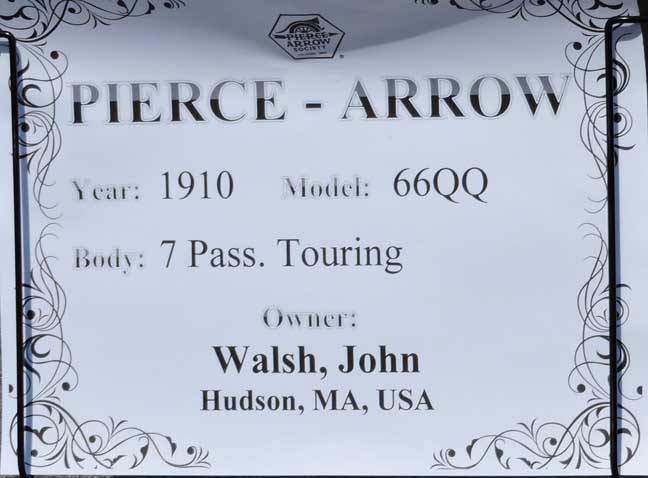 PIERCE
ARROW
SOCIETY
PIERCE - ARROW
Year: 1910 Model: 66QQ
Body: 7 Pass. Touring
Owner:
Walsh, John
Hudson, MA, USA